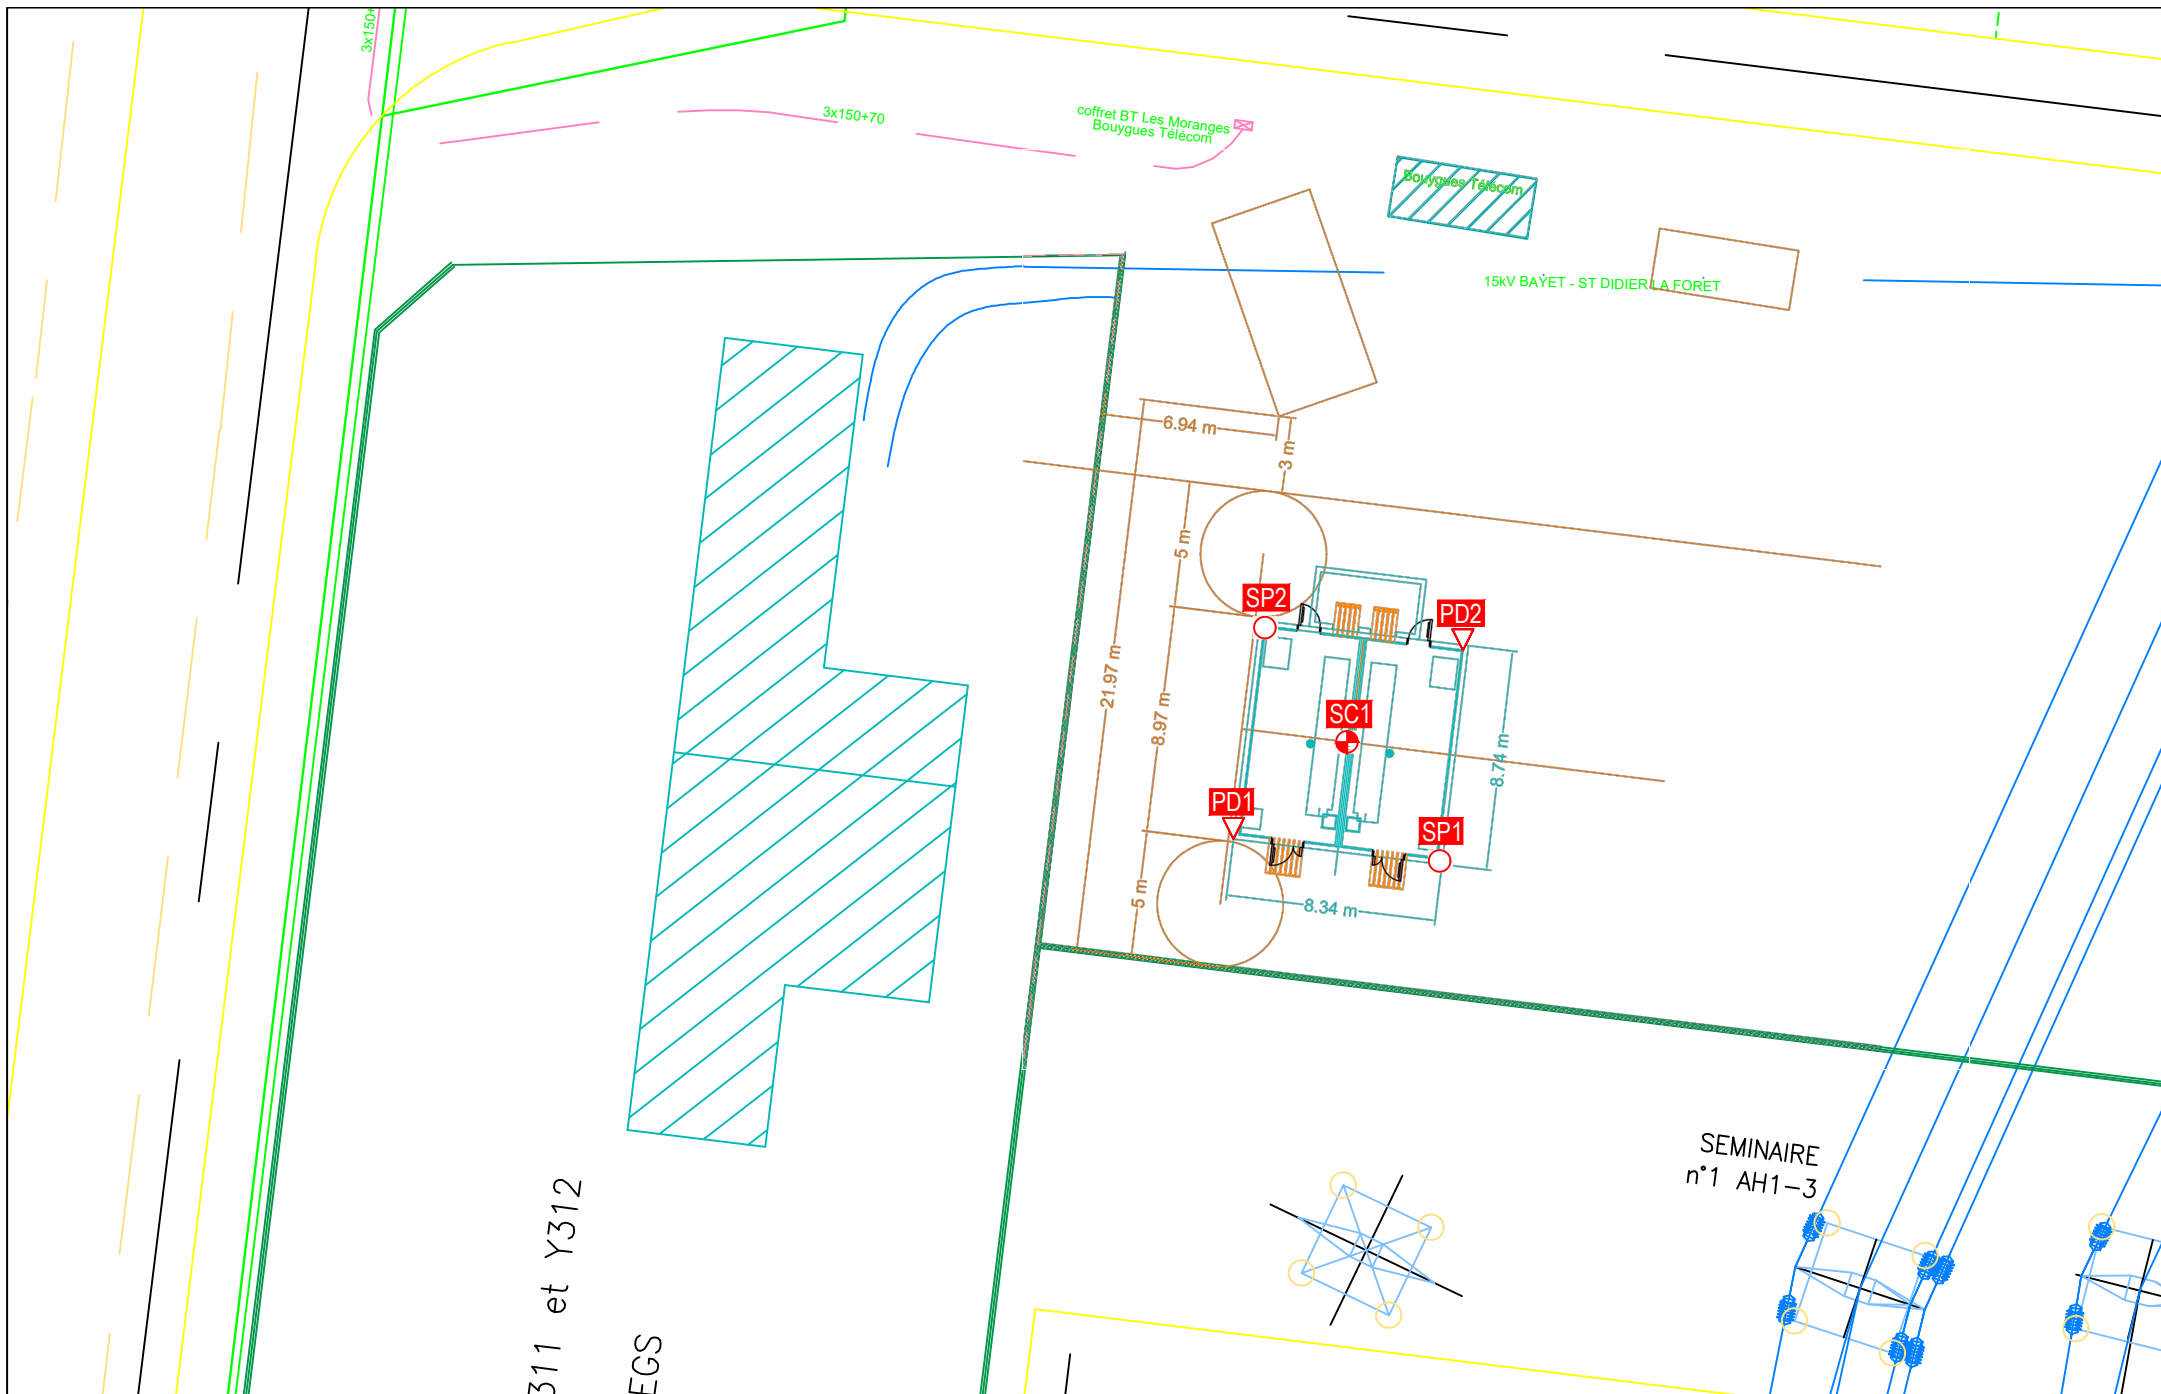 3x150+
3x150+70
coffret BT Les Moranges
Bouygues Télécom
Bouygues Télécom
15kV BAYET - ST DIDIER LA FORET
6.94 m
3 m
5 m
SP2
PD2
21.97 m
8.97 m
SC1
8.74 m
PD1
SP1
5 m
8.34 m
SEMINAIRE
n°1 AH1-3
311 et Y312
EGS